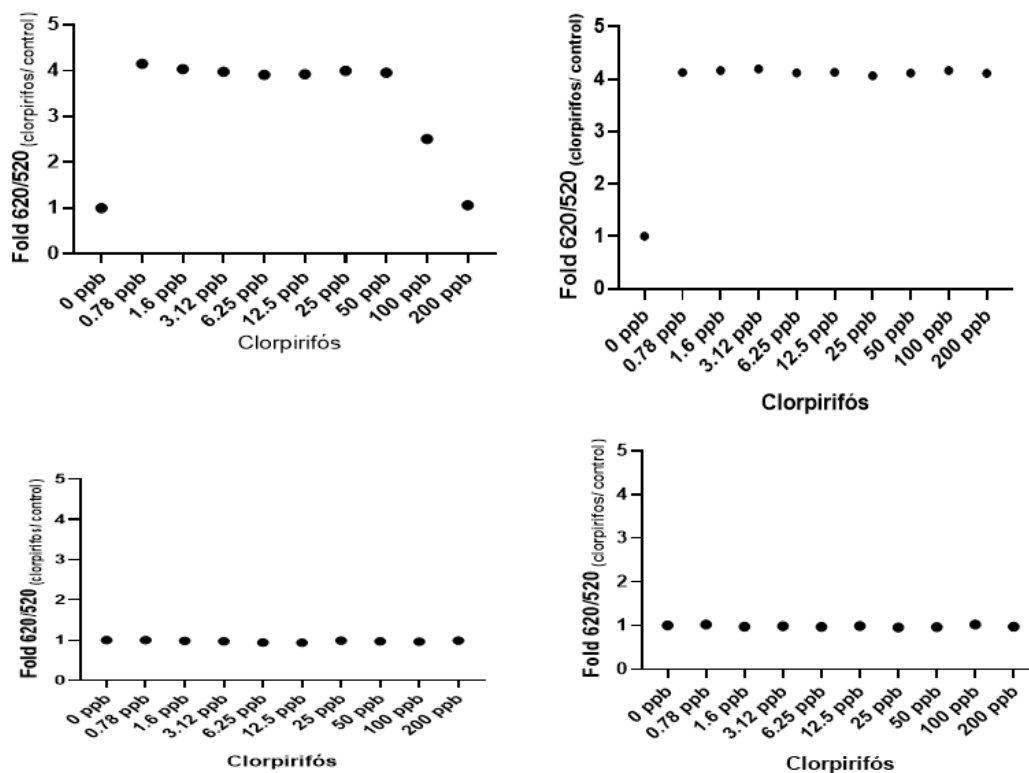 Fold 620/520 (clorpirifos/ control)
5
4
3
2
1
0
0 ppb
0.78 ppb
1.6 ppb
3.12 ppb
6.25 ppb
12.5 ppb
25 ppb
50 ppb
100 ppb
200 ppb
Clorpirifós
Fold 620/520 (clorpirifos/ control)
5
4
3
2
1
0
0 ppb
0.78 ppb
1.6 ppb
3.12 ppb
6.25 ppb
12.5 ppb
25 ppb
50 ppb
100 ppb
200 ppb
Clorpirifós
Fold 620/520 (clorpirifos/ control)
5
4
3
2
1
0
0 ppb
0.78 ppb
1.6 ppb
3.12 ppb
6.25 ppb
12.5 ppb
25 ppb
50 ppb
100 ppb
200 ppb
Clorpirifós
Fold 620/520 (clorpirifos/ control)
5
4
3
2
1
0
0 ppb
0.78 ppb
1.6 ppb
3.12 ppb
6.25 ppb
12.5 ppb
25 ppb
50 ppb
100 ppb
200 ppb
Clorpirifós